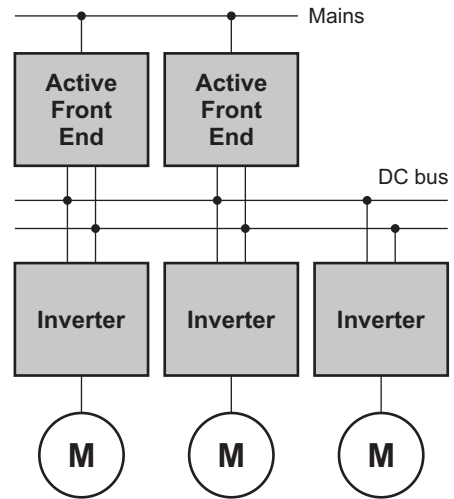 Mains
Active
Front
End
Active
Front
End
DC bus
Inverter
Inverter
Inverter
M
M
M